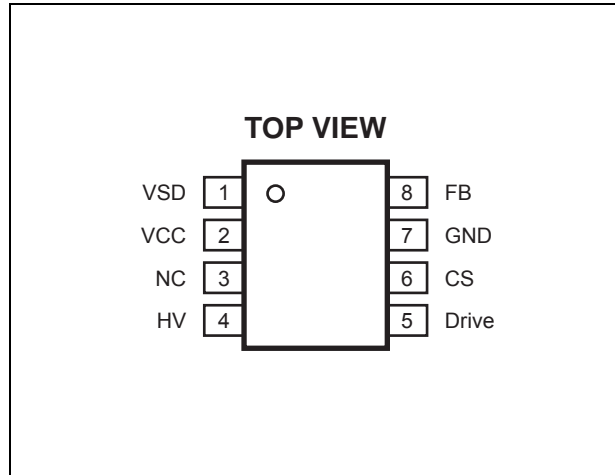 TOP VIEW
VSD 1 8 FB
VCC 2 7 GND
NC 3 6 CS
HV 4 5 Drive